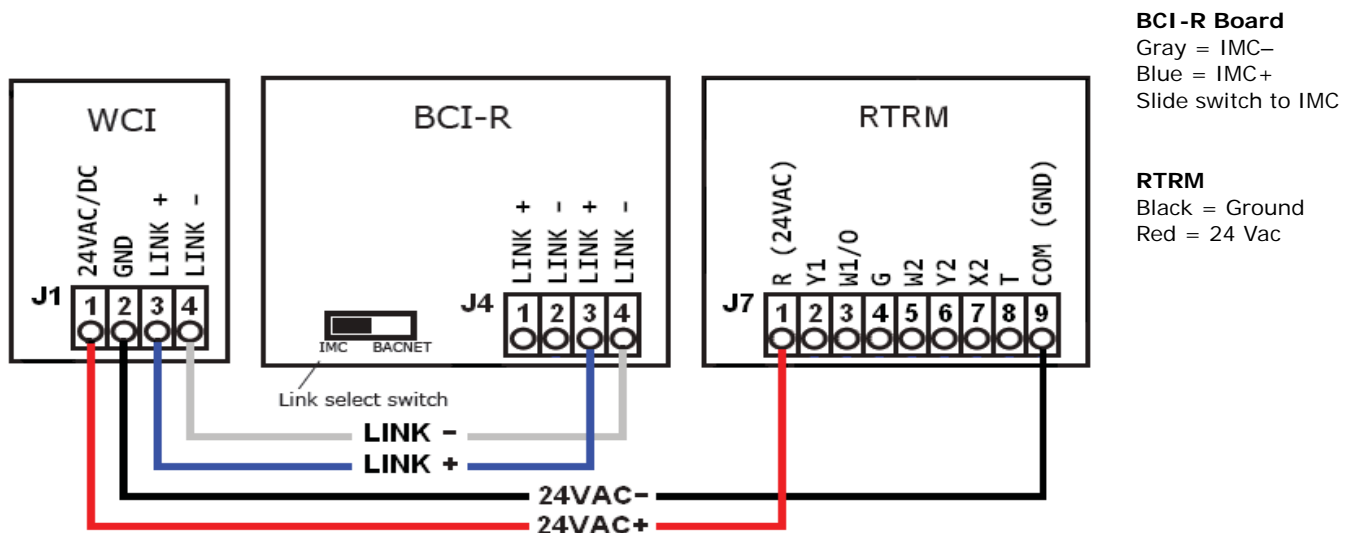 WCI
24VAC/DC
GND
LINK +
LINK -
J1
1 2 3 4
BCI-R
LINK +
LINK -
LINK +
LINK -
J4
1 2 3 4
IMC BACNET
Link select switch
RTRM
R (24VAC)
Y1
W1/O
G
W2
Y2
X2
T
COM (GND)
J7
1 2 3 4 5 6 7 8 9
LINK -
LINK +
24VAC-
24VAC+
BCI-R Board
Gray = IMC–
Blue = IMC+
Slide switch to IMC
RTRM
Black = Ground
Red = 24 Vac